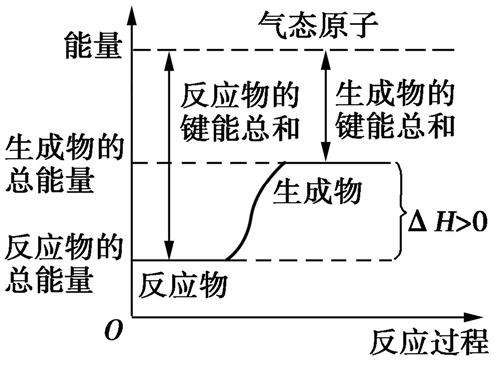 能量
气态原子
反应物的
键能总和
生成物的
键能总和
生成物的
总能量
生成物
ΔH>0
反应物的
总能量
反应物
O
反应过程